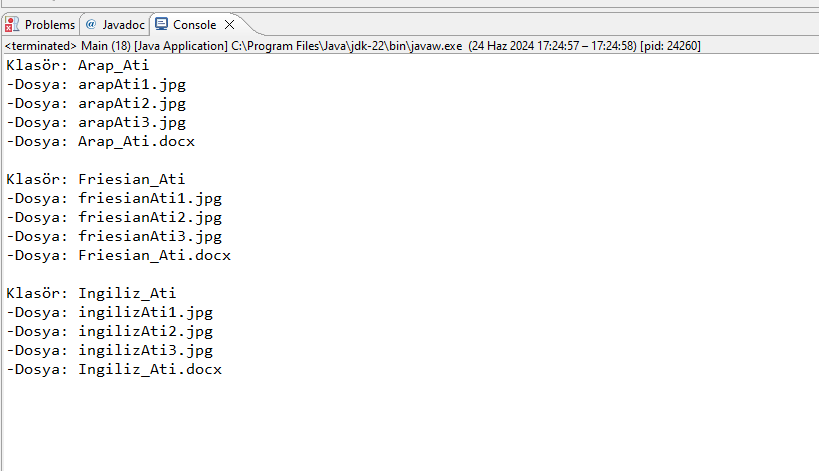 Problems @ Javadoc Console
<terminated> Main (18) [Java Application] C:\Program Files\Java\jdk-22\bin\javaw.exe (24 Haz 2024 17:24:57 – 17:24:58) [pid: 24260]
Klasör: Arap_Ati
-Dosya: arapAti1.jpg
-Dosya: arapAti2.jpg
-Dosya: arapAti3.jpg
-Dosya: Arap_Ati.docx
Klasör: Friesian_Ati
-Dosya: friesianAti1.jpg
-Dosya: friesianAti2.jpg
-Dosya: friesianAti3.jpg
-Dosya: Friesian_Ati.docx
Klasör: Ingiliz_Ati
-Dosya: ingilizAti1.jpg
-Dosya: ingilizAti2.jpg
-Dosya: ingilizAti3.jpg
-Dosya: Ingiliz_Ati.docx